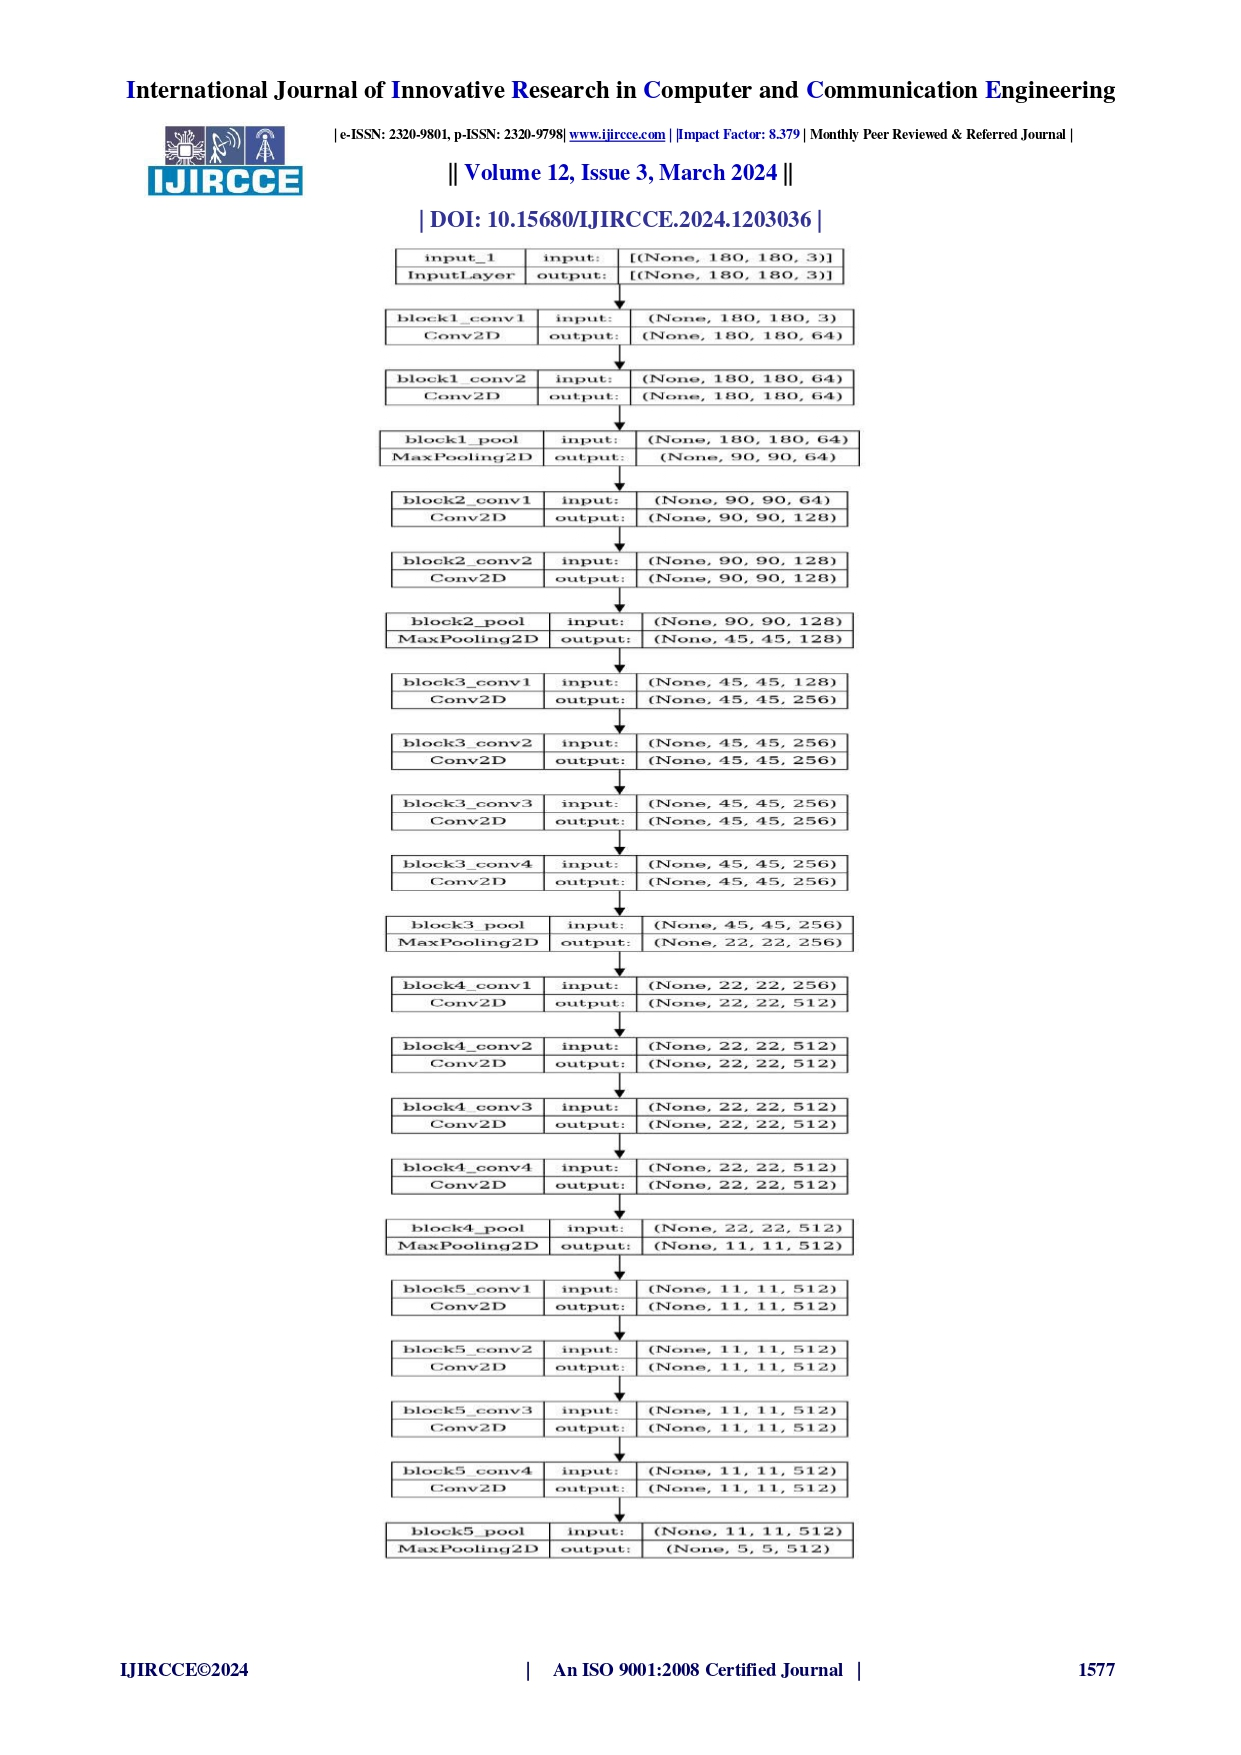 International Journal of Innovative Research in Computer and Communication Engineering
| e-ISSN: 2320-9801, p-ISSN: 2320-9798| www.ijircce.com | |Impact Factor: 8.379 | Monthly Peer Reviewed & Referred Journal |
IJIRCCE
|| Volume 12, Issue 3, March 2024 ||
| DOI: 10.15680/IJIRCCE.2024.1203036 |
input_1 input: [(None, 180, 180, 3)]
InputLayer output: [(None, 180, 180, 3)]
block1_conv1 input: (None, 180, 180, 3)
Conv2D output: (None, 180, 180, 64)
block1_conv2 input: (None, 180, 180, 64)
Conv2D output: (None, 180, 180, 64)
block1_pool input: (None, 180, 180, 64)
MaxPooling2D output: (None, 90, 90, 64)
block2_conv1 input: (None, 90, 90, 64)
Conv2D output: (None, 90, 90, 128)
block2_conv2 input: (None, 90, 90, 128)
Conv2D output: (None, 90, 90, 128)
block2_pool input: (None, 90, 90, 128)
MaxPooling2D output: (None, 45, 45, 128)
block3_conv1 input: (None, 45, 45, 128)
Conv2D output: (None, 45, 45, 256)
block3_conv2 input: (None, 45, 45, 256)
Conv2D output: (None, 45, 45, 256)
block3_conv3 input: (None, 45, 45, 256)
Conv2D output: (None, 45, 45, 256)
block3_conv4 input: (None, 45, 45, 256)
Conv2D output: (None, 45, 45, 256)
block3_pool input: (None, 45, 45, 256)
MaxPooling2D output: (None, 22, 22, 256)
block4_conv1 input: (None, 22, 22, 256)
Conv2D output: (None, 22, 22, 512)
block4_conv2 input: (None, 22, 22, 512)
Conv2D output: (None, 22, 22, 512)
block4_conv3 input: (None, 22, 22, 512)
Conv2D output: (None, 22, 22, 512)
block4_conv4 input: (None, 22, 22, 512)
Conv2D output: (None, 22, 22, 512)
block4_pool input: (None, 22, 22, 512)
MaxPooling2D output: (None, 11, 11, 512)
block5_conv1 input: (None, 11, 11, 512)
Conv2D output: (None, 11, 11, 512)
block5_conv2 input: (None, 11, 11, 512)
Conv2D output: (None, 11, 11, 512)
block5_conv3 input: (None, 11, 11, 512)
Conv2D output: (None, 11, 11, 512)
block5_conv4 input: (None, 11, 11, 512)
Conv2D output: (None, 11, 11, 512)
block5_pool input: (None, 11, 11, 512)
MaxPooling2D output: (None, 5, 5, 512)
IJIRCCE©2024 | An ISO 9001:2008 Certified Journal | 1577